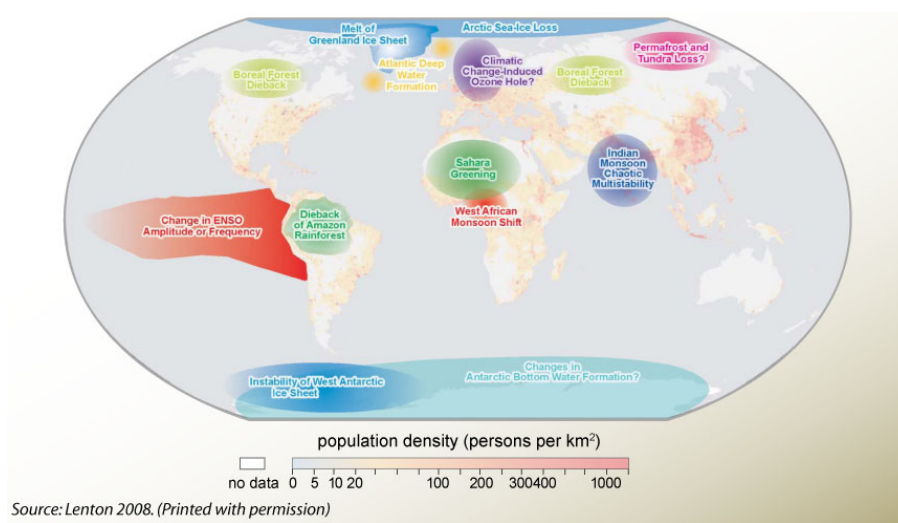 Melt of
Greenland Ice Sheet
Arctic Sea-Ice Loss
Atlantic Deep
Water
Formation
Climatic
Change-Induced
Ozone Hole?
Permafrost and
Tundra Loss?
Boreal Forest
Dieback
Boreal Forest
Dieback
Sahara
Greening
Indian
Monsoon
Chaotic
Multistability
West African
Monsoon Shift
Change in ENSO
Amplitude or Frequency
Dieback
of Amazon
Rainforest
Instability of West Antarctic
Ice Sheet
Changes in
Antarctic Bottom Water Formation?
population density (persons per km²)
no data 0 5 10 20 100 200 300 400 1000
Source: Lenton 2008. (Printed with permission)